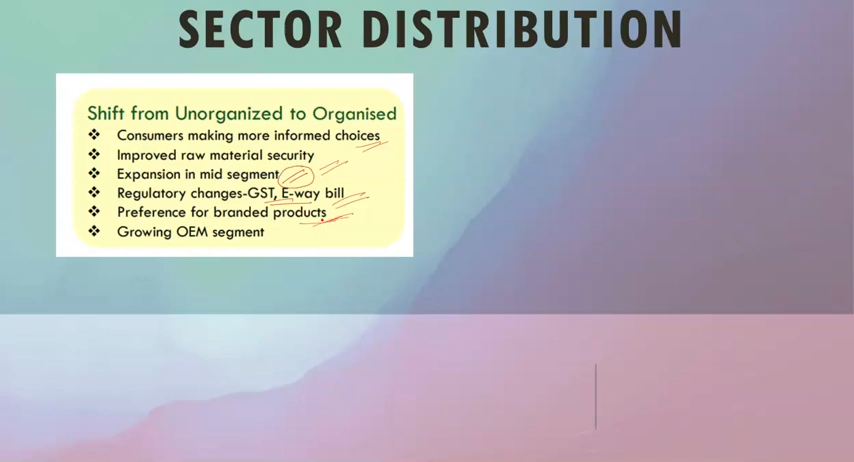 SECTOR DISTRIBUTION
Shift from Unorganized to Organised
❖ Consumers making more informed choices
❖ Improved raw material security
❖ Expansion in mid segment
❖ Regulatory changes-GST, E-way bill
❖ Preference for branded products
❖ Growing OEM segment